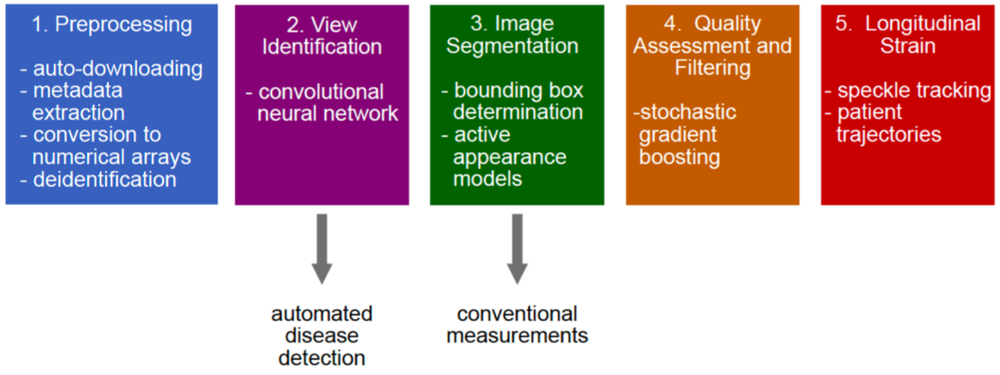 1. Preprocessing
- auto-downloading
- metadata
extraction
- conversion to
numerical arrays
- deidentification
2. View
Identification
- convolutional
neural network
3. Image
Segmentation
- bounding box
determination
- active
appearance
models
4. Quality
Assessment and
Filtering
-stochastic
gradient
boosting
5. Longitudinal
Strain
- speckle tracking
- patient
trajectories
automated
disease
detection
conventional
measurements